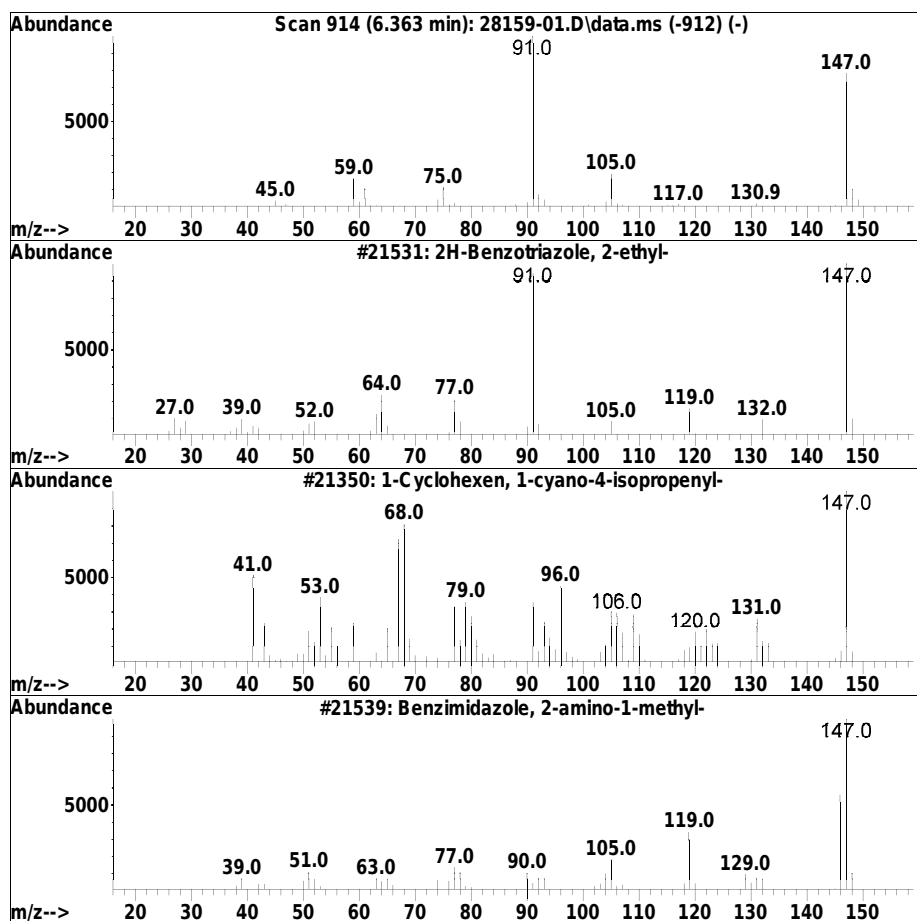 Abundance Scan 914 (6.363 min): 28159-01.D\data.ms (-912) (-)
91.0
147.0
5000
59.0 75.0 105.0
45.0 117.0 130.9
20 30 40 50 60 70 80 90 100 110 120 130 140 150
m/z-->
Abundance #21531: 2H-Benzotriazole, 2-ethyl-
91.0 147.0
5000
64.0 77.0
27.0 39.0 52.0 105.0 119.0 132.0
20 30 40 50 60 70 80 90 100 110 120 130 140 150
m/z-->
Abundance #21350: 1-Cyclohexen, 1-cyano-4-isopropenyl-
68.0 147.0
5000 41.0
53.0 79.0 96.0
106.0 120.0 131.0
20 30 40 50 60 70 80 90 100 110 120 130 140 150
m/z-->
Abundance #21539: Benzimidazole, 2-amino-1-methyl-
147.0
5000
119.0
39.0 51.0 63.0 77.0 90.0 105.0 129.0
20 30 40 50 60 70 80 90 100 110 120 130 140 150
m/z-->